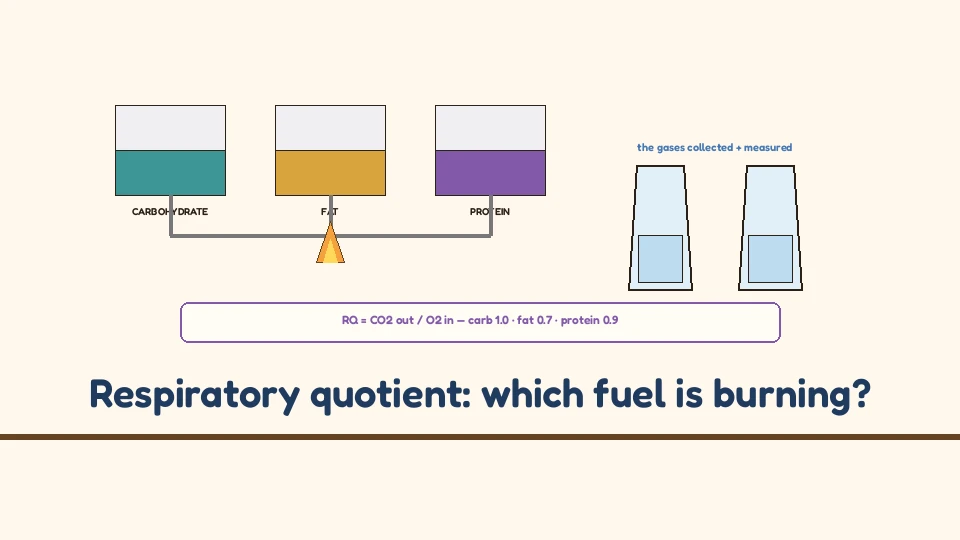 the gases collected + measured
CARBOHYDRATE
FAT
PROTEIN
RQ = CO2 out / O2 in — carb 1.0 · fat 0.7 · protein 0.9
Respiratory quotient: which fuel is burning?